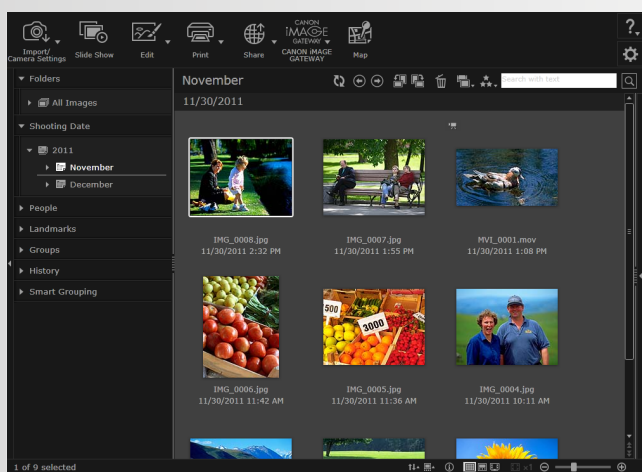 Import/
Camera Settings
Slide Show
Edit
Print
Share
CANON
iMAGE
GATEWAY
CANON iMAGE
GATEWAY
Map
?
Folders
All Images
Shooting Date
2011
November
December
People
Landmarks
Groups
History
Smart Grouping
November
Search with text
11/30/2011
IMG_0008.jpg
11/30/2011 2:32 PM
IMG_0007.jpg
11/30/2011 1:55 PM
MVI_0001.mov
11/30/2011 1:08 PM
500
3000
IMG_0006.jpg
11/30/2011 11:42 AM
IMG_0005.jpg
11/30/2011 11:36 AM
IMG_0004.jpg
11/30/2011 10:11 AM
1 of 9 selected
×1